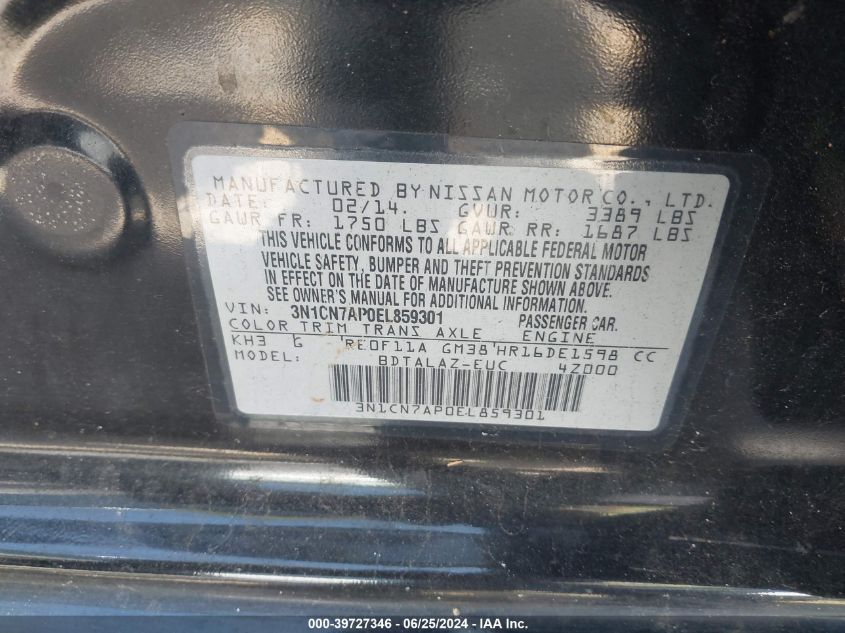 MANUFACTURED BY NISSAN MOTOR CO., LTD.
DATE: 02/14. GVWR: 3389 LBS
GAWR FR: 1750 LBS GAWR RR: 1687 LBS
THIS VEHICLE CONFORMS TO ALL APPLICABLE FEDERAL MOTOR
VEHICLE SAFETY, BUMPER AND THEFT PREVENTION STANDARDS
IN EFFECT ON THE DATE OF MANUFACTURE SHOWN ABOVE.
SEE OWNER'S MANUAL FOR ADDITIONAL INFORMATION.
VIN: 3N1CN7AP0EL859301 PASSENGER CAR.
COLOR TRIM TRANS AXLE ENGINE
KH3 G RE0F11A GM38 HR16DE1598 CC
MODEL: BDTALAZ-EUC 4Z000
3N1CN7AP0EL859301
000-39727346 - 06/25/2024 - IAA Inc.